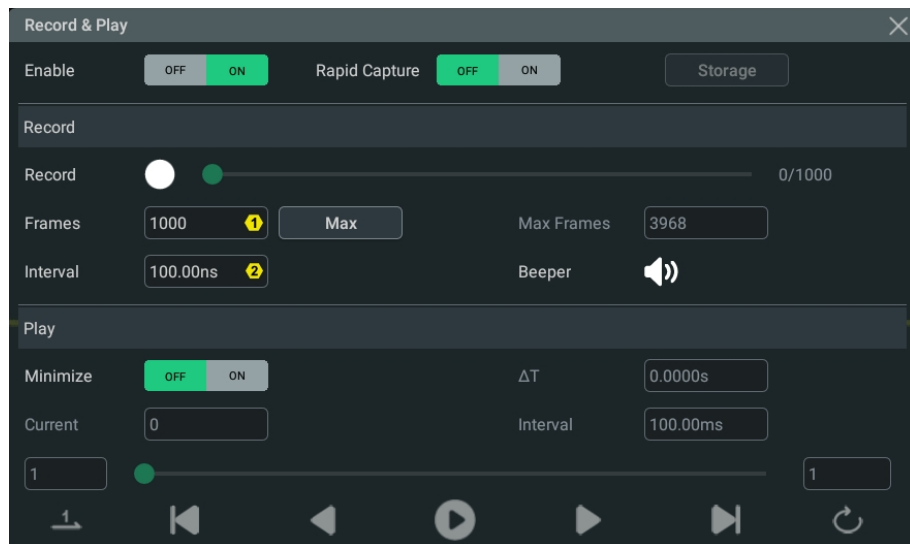 Record & Play
Enable OFF ON Rapid Capture OFF ON Storage
Record
Record 0/1000
Frames 1000 1 Max Max Frames 3968
Interval 100.00ns 2 Beeper
Play
Minimize OFF ON ΔT 0.0000s
Current 0 Interval 100.00ms
1 1
1